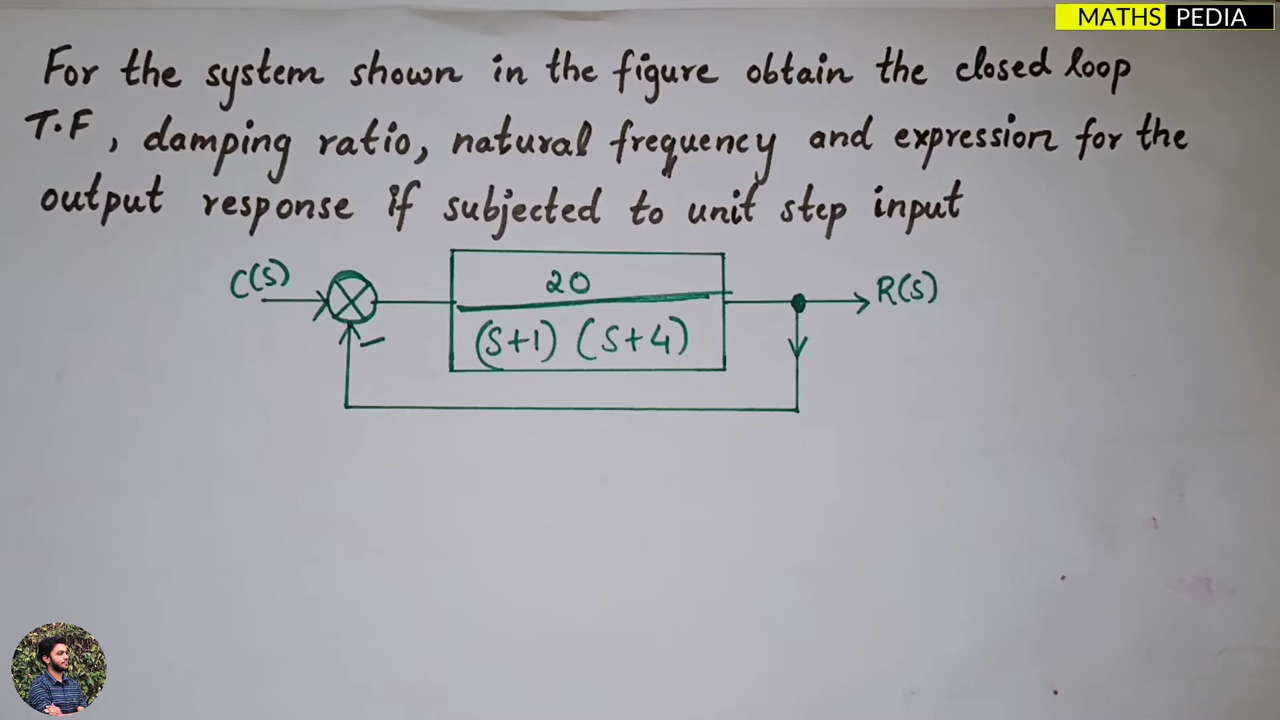 MATHS PEDIA
For the system shown in the figure obtain the closed loop
T.F, damping ratio, natural frequency and expression for the
output response if subjected to unit step input
C(S)
20
(S+1) (S+4)
R(S)
−